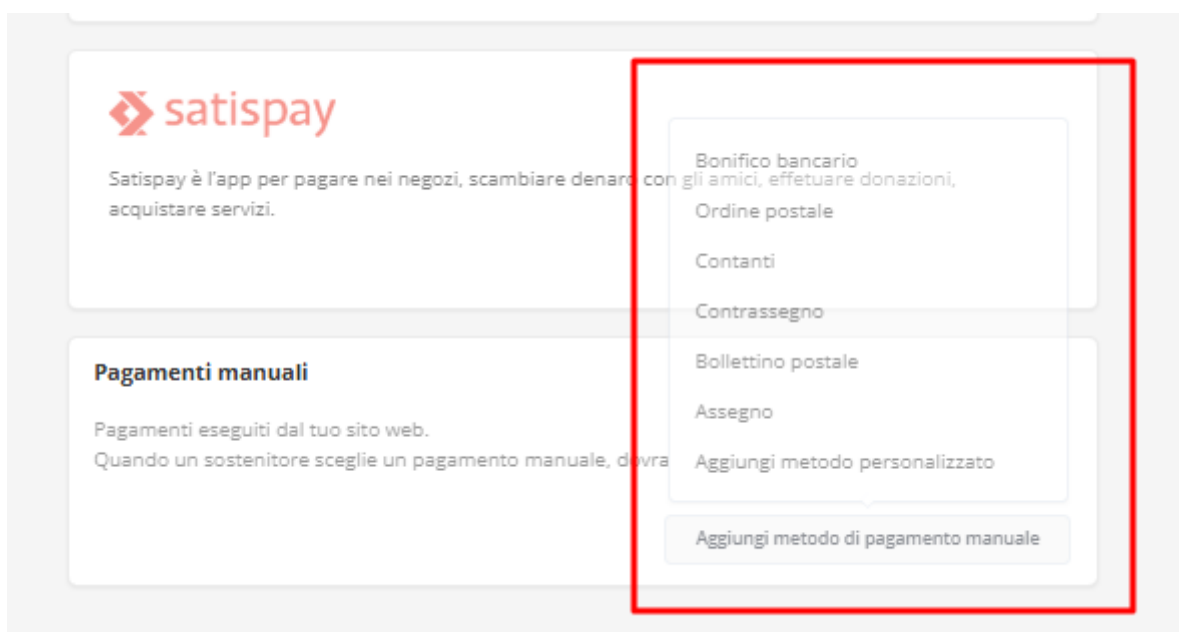 satispay
Satispay è l'app per pagare nei negozi, scambiare denaro con gli amici, effetuare donazioni,
acquistare servizi.
Pagamenti manuali
Pagamenti eseguiti dal tuo sito web.
Quando un sostenitore sceglie un pagamento manuale, dovra
Bonifico bancario
Ordine postale
Contanti
Contrassegno
Bollettino postale
Assegno
Aggiungi metodo personalizzato
Aggiungi metodo di pagamento manuale